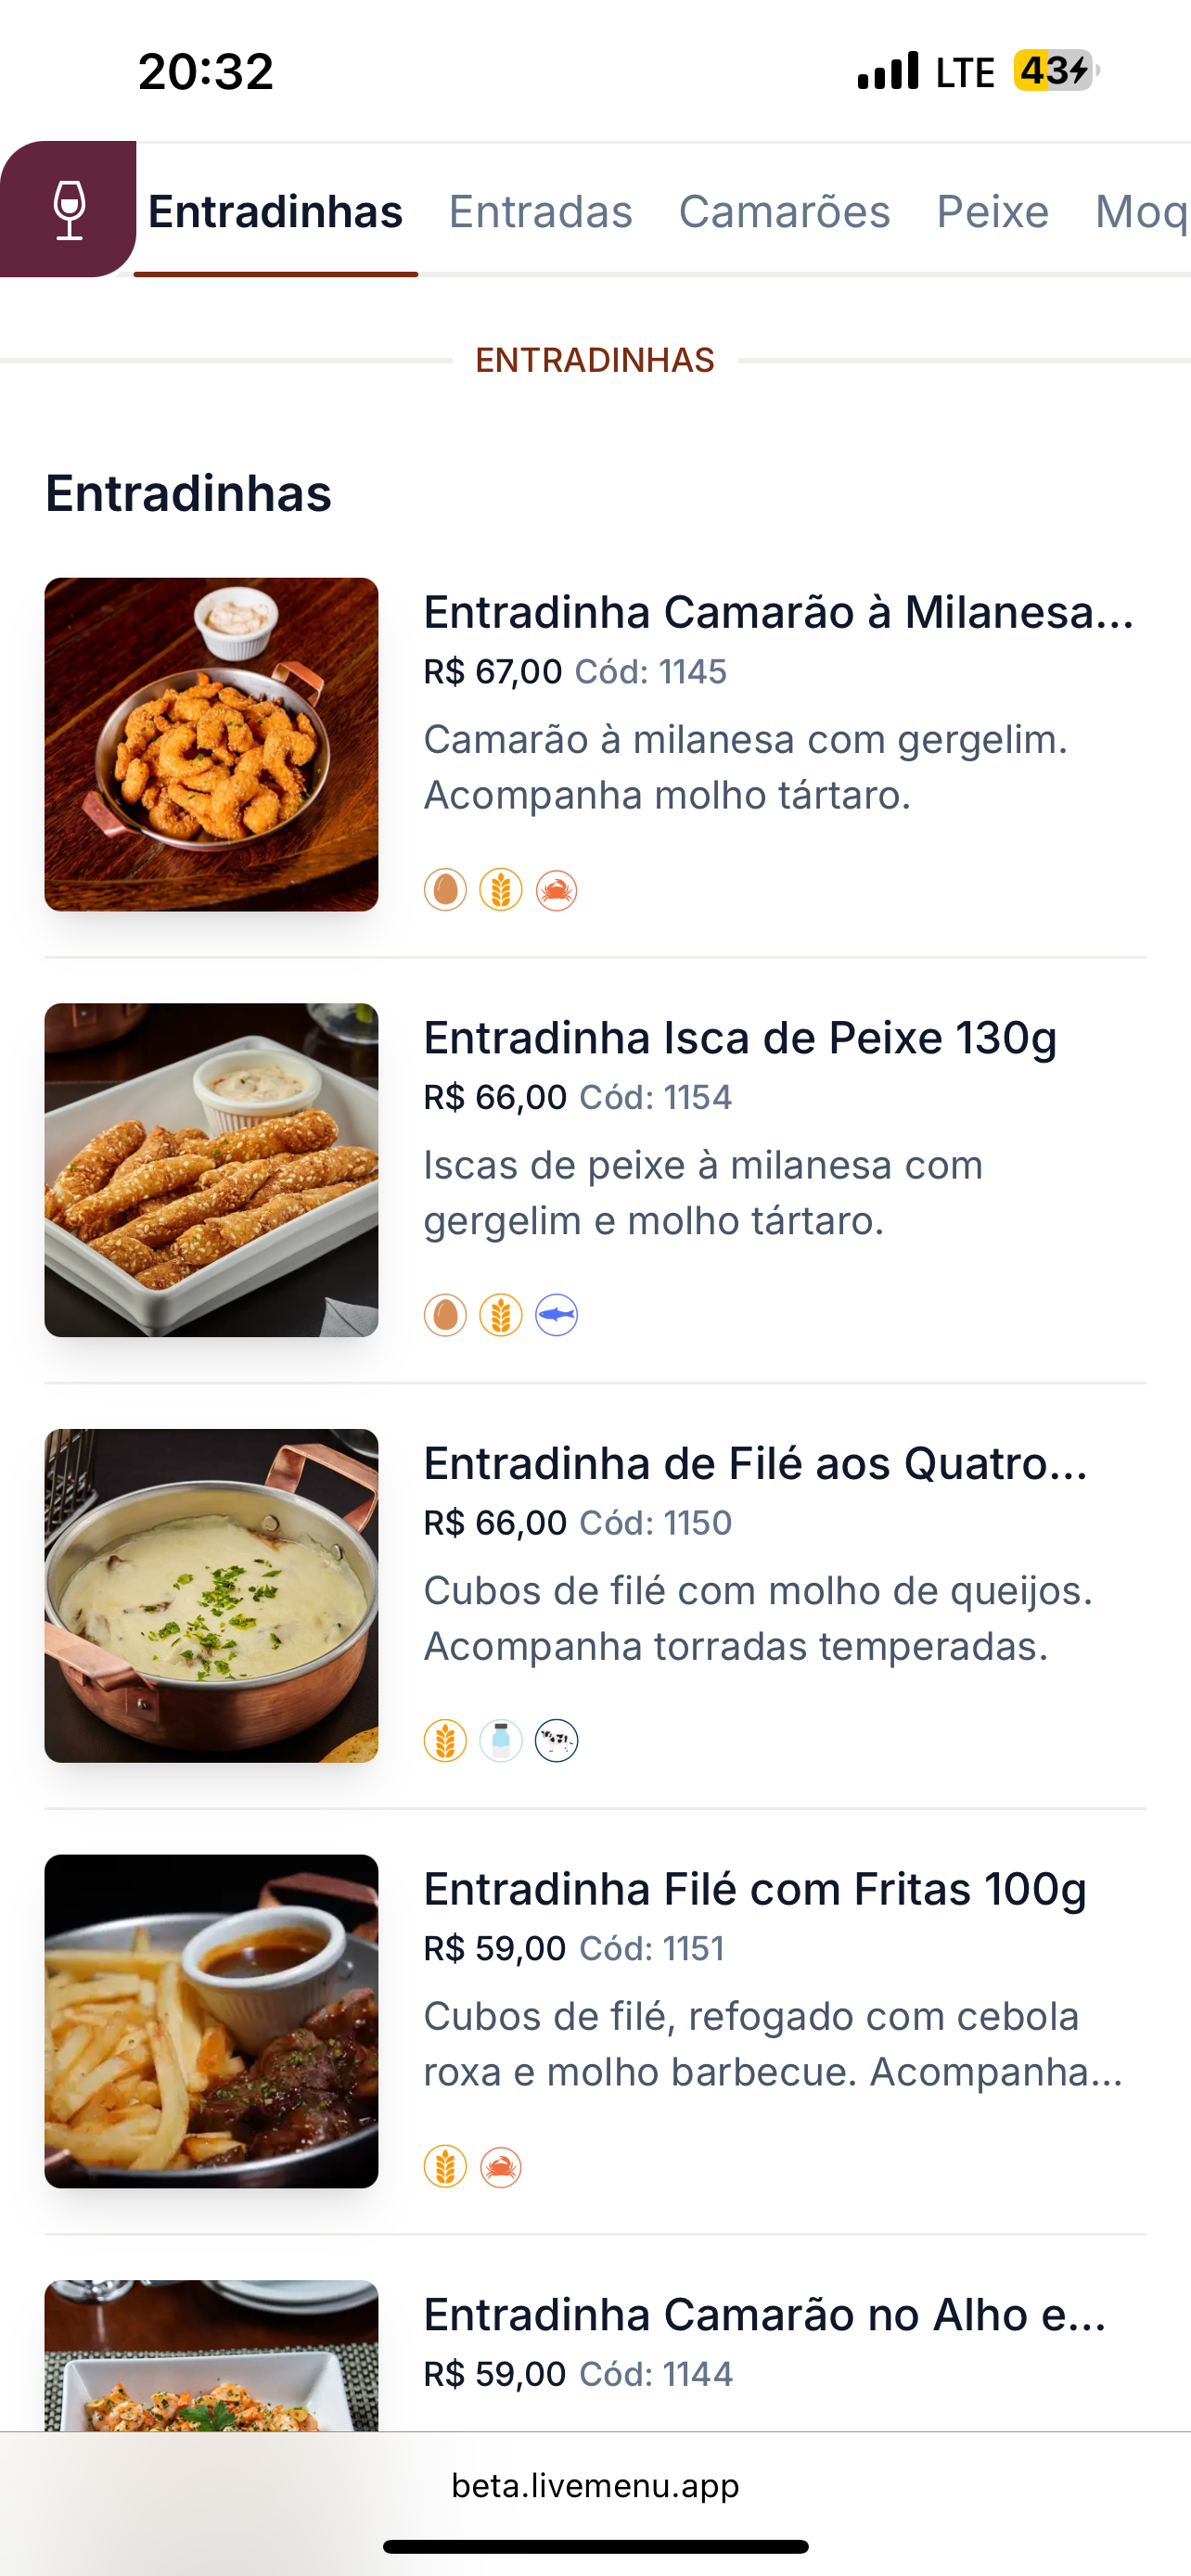 20:32
LTE 43
Entradinhas Entradas Camarões Peixe Moq
ENTRADINHAS
Entradinhas
Entradinha Camarão à Milanesa...
R$ 67,00 Cód: 1145
Camarão à milanesa com gergelim.
Acompanha molho tártaro.
Entradinha Isca de Peixe 130g
R$ 66,00 Cód: 1154
Iscas de peixe à milanesa com
gergelim e molho tártaro.
Entradinha de Filé aos Quatro...
R$ 66,00 Cód: 1150
Cubos de filé com molho de queijos.
Acompanha torradas temperadas.
Entradinha Filé com Fritas 100g
R$ 59,00 Cód: 1151
Cubos de filé, refogado com cebola
roxa e molho barbecue. Acompanha...
Entradinha Camarão no Alho e...
R$ 59,00 Cód: 1144
beta.livemenu.app